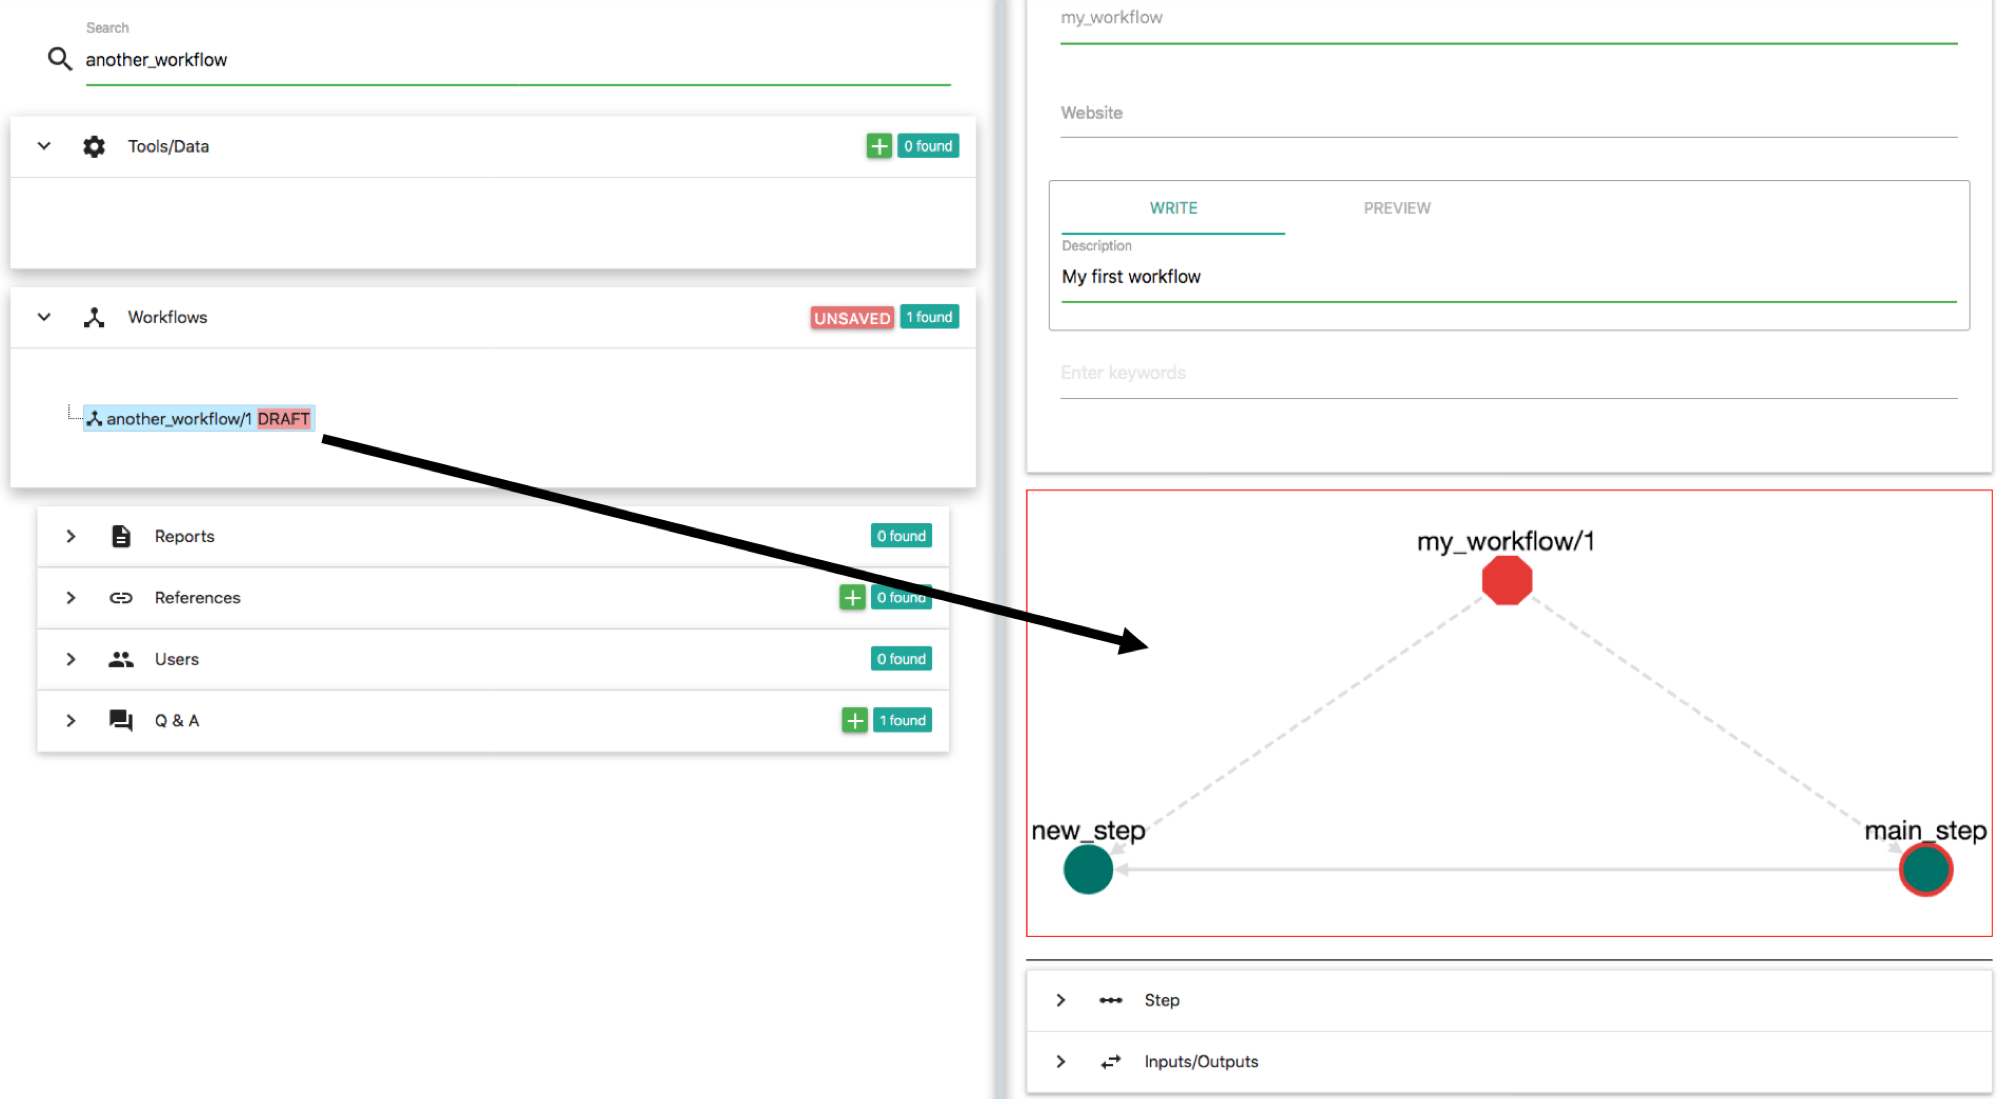 Search
another_workflow
Tools/Data
0 found
Workflows
UNSAVED
1 found
another_workflow/1 DRAFT
Reports
0 found
References
0 found
Users
0 found
Q & A
1 found
my_workflow
Website
WRITE
PREVIEW
Description
My first workflow
Enter keywords
my_workflow/1
new_step
main_step
Step
Inputs/Outputs